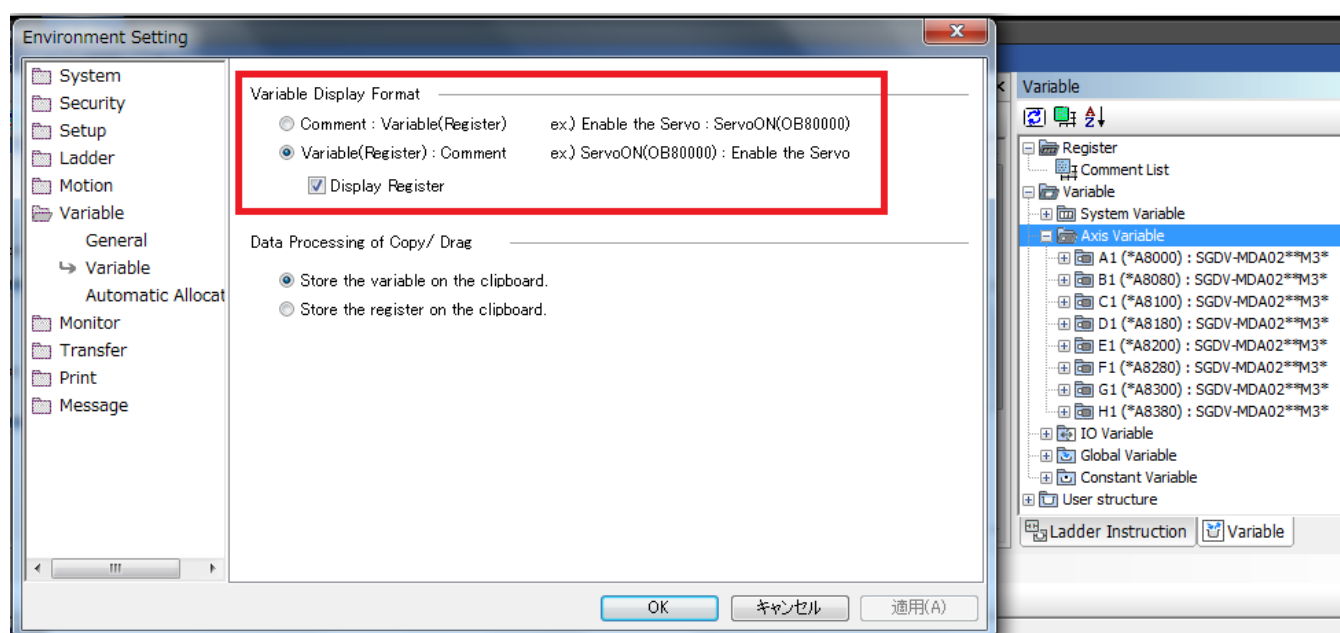 Environment Setting
System
Security
Setup
Ladder
Motion
Variable
General
Variable
Automatic Allocat
Monitor
Transfer
Print
Message
Variable Display Format
Comment : Variable(Register) ex.) Enable the Servo : ServoON(OB80000)
Variable(Register) : Comment ex.) ServoON(OB80000) : Enable the Servo
Display Register
Data Processing of Copy/ Drag
Store the variable on the clipboard.
Store the register on the clipboard.
OK キャンセル 適用(A)
Variable
Register
Comment List
Variable
System Variable
Axis Variable
A1 (*A8000) : SGDV-MDA02**M3*
B1 (*A8080) : SGDV-MDA02**M3*
C1 (*A8100) : SGDV-MDA02**M3*
D1 (*A8180) : SGDV-MDA02**M3*
E1 (*A8200) : SGDV-MDA02**M3*
F1 (*A8280) : SGDV-MDA02**M3*
G1 (*A8300) : SGDV-MDA02**M3*
H1 (*A8380) : SGDV-MDA02**M3*
IO Variable
Global Variable
Constant Variable
User structure
Ladder Instruction Variable